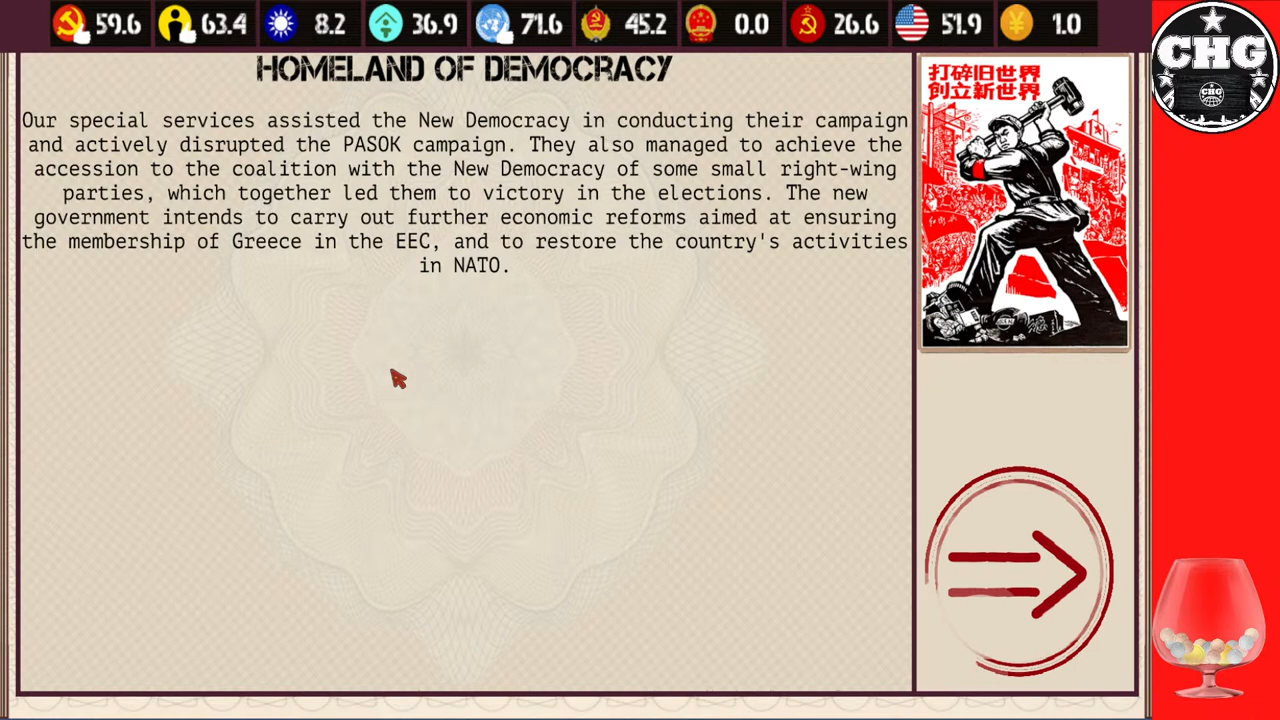 59.6 63.4 8.2 36.9 71.6 45.2 0.0 26.6 51.9 1.0
HOMELAND OF DEMOCRACY
Our special services assisted the New Democracy in conducting their campaign
and actively disrupted the PASOK campaign. They also managed to achieve the
accession to the coalition with the New Democracy of some small right-wing
parties, which together led them to victory in the elections. The new
government intends to carry out further economic reforms aimed at ensuring
the membership of Greece in the EEC, and to restore the country's activities
in NATO.
打碎旧世界
创立新世界
CHG
CHG